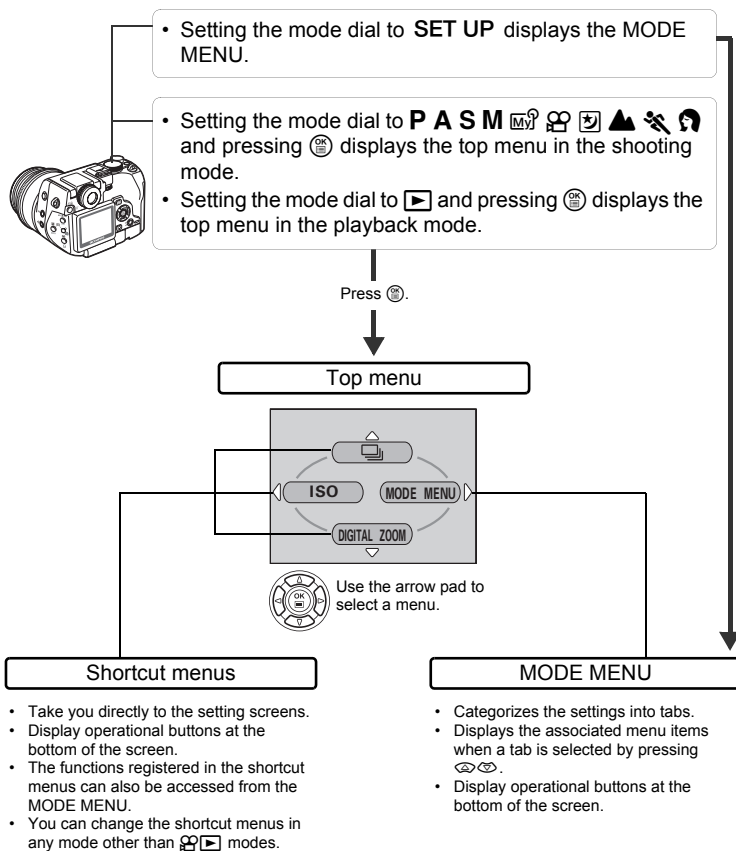 • Setting the mode dial to SET UP displays the MODE
MENU.
• Setting the mode dial to P A S M My
and pressing OK displays the top menu in the shooting
mode.
• Setting the mode dial to and pressing OK displays the
top menu in the playback mode.
Press OK.
Top menu
ISO
MODE MENU
DIGITAL ZOOM
OK
Use the arrow pad to
select a menu.
Shortcut menus
• Take you directly to the setting screens.
• Display operational buttons at the
bottom of the screen.
• The functions registered in the shortcut
menus can also be accessed from the
MODE MENU.
• You can change the shortcut menus in
any mode other than modes.
MODE MENU
• Categorizes the settings into tabs.
• Displays the associated menu items
when a tab is selected by pressing
.
• Display operational buttons at the
bottom of the screen.